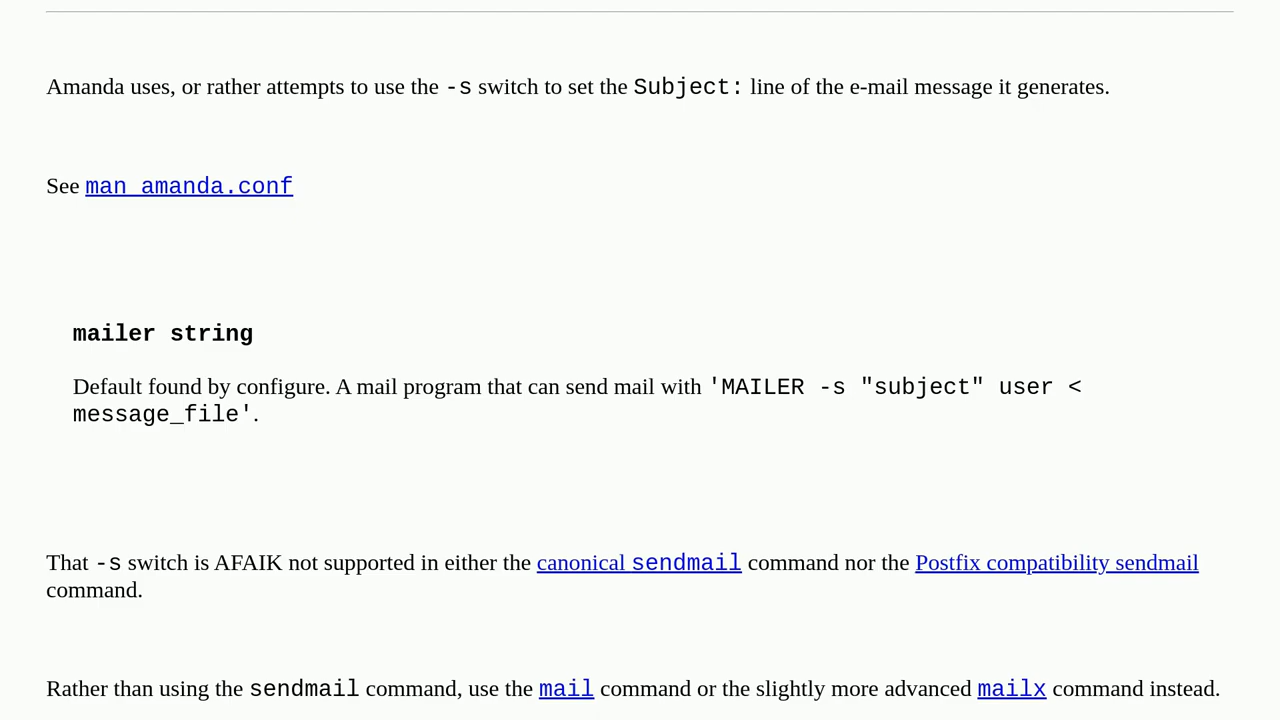 Amanda uses, or rather attempts to use the -s switch to set the Subject: line of the e-mail message it generates.
See man amanda.conf
mailer string
Default found by configure. A mail program that can send mail with 'MAILER -s "subject" user <
message_file'.
That -s switch is AFAIK not supported in either the canonical sendmail command nor the Postfix compatibility sendmail
command.
Rather than using the sendmail command, use the mail command or the slightly more advanced mailx command instead.